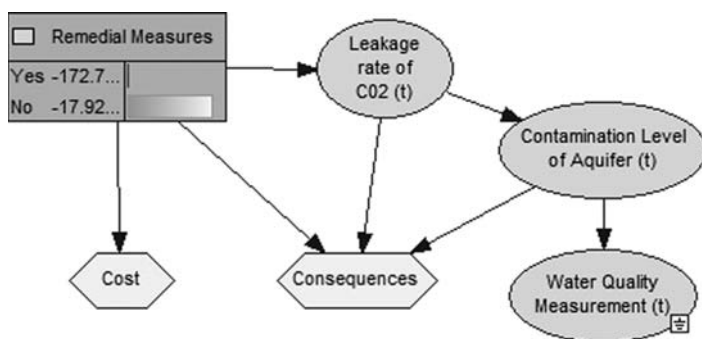 Remedial Measures
Yes -172.7...
No -17.92...
Leakage
rate of
C02 (t)
Contamination Level
of Aquifer (t)
Cost
Consequences
Water Quality
Measurement (t)